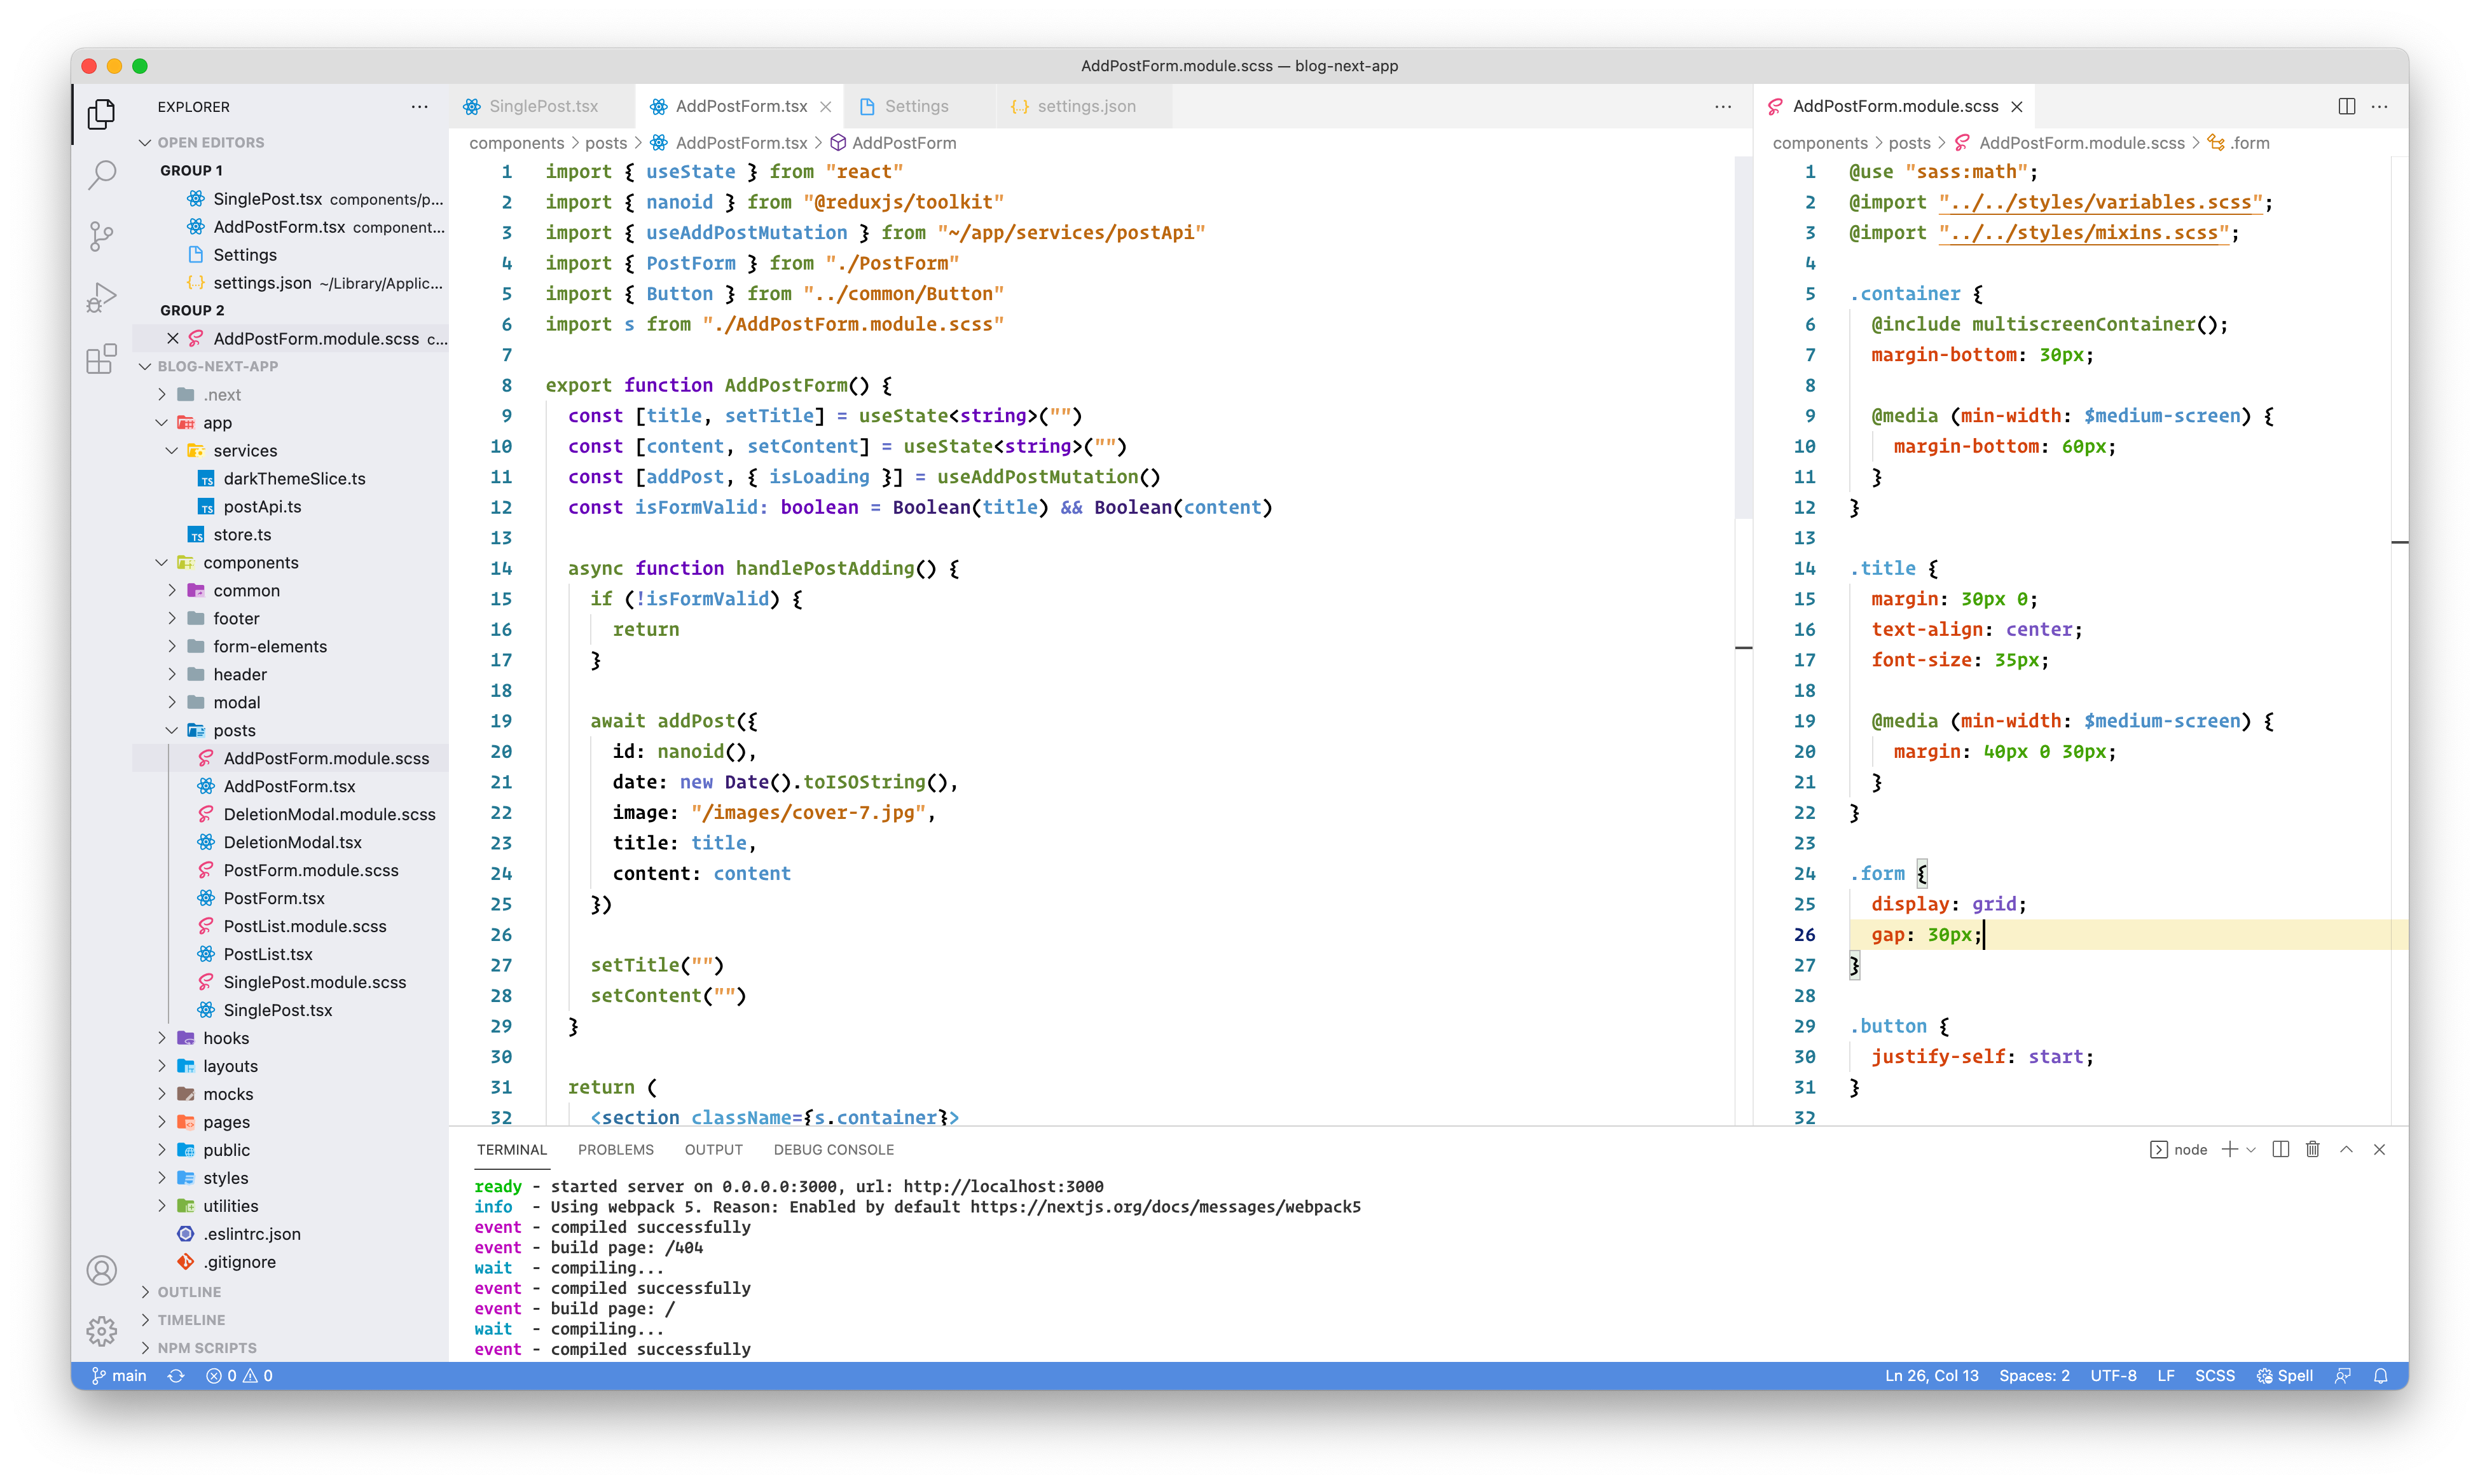 AddPostForm.module.scss — blog-next-app
EXPLORER
OPEN EDITORS
GROUP 1
SinglePost.tsx components/p...
AddPostForm.tsx component...
Settings
settings.json ~/Library/Applic...
GROUP 2
AddPostForm.module.scss c...
BLOG-NEXT-APP
.next
app
services
darkThemeSlice.ts
postApi.ts
store.ts
components
common
footer
form-elements
header
modal
posts
AddPostForm.module.scss
AddPostForm.tsx
DeletionModal.module.scss
DeletionModal.tsx
PostForm.module.scss
PostForm.tsx
PostList.module.scss
PostList.tsx
SinglePost.module.scss
SinglePost.tsx
hooks
layouts
mocks
pages
public
styles
utilities
.eslintrc.json
.gitignore
OUTLINE
TIMELINE
NPM SCRIPTS
SinglePost.tsx AddPostForm.tsx Settings settings.json
components > posts > AddPostForm.tsx > AddPostForm
1 import { useState } from "react"
2 import { nanoid } from "@reduxjs/toolkit"
3 import { useAddPostMutation } from "~/app/services/postApi"
4 import { PostForm } from "./PostForm"
5 import { Button } from "../common/Button"
6 import s from "./AddPostForm.module.scss"
7
8 export function AddPostForm() {
9 const [title, setTitle] = useState<string>("")
10 const [content, setContent] = useState<string>("")
11 const [addPost, { isLoading }] = useAddPostMutation()
12 const isFormValid: boolean = Boolean(title) && Boolean(content)
13
14 async function handlePostAdding() {
15 if (!isFormValid) {
16 return
17 }
18
19 await addPost({
20 id: nanoid(),
21 date: new Date().toISOString(),
22 image: "/images/cover-7.jpg",
23 title: title,
24 content: content
25 })
26
27 setTitle("")
28 setContent("")
29 }
30
31 return (
32 <section className={s.container}>
AddPostForm.module.scss
components > posts > AddPostForm.module.scss > .form
1 @use "sass:math";
2 @import "../../styles/variables.scss";
3 @import "../../styles/mixins.scss";
4
5 .container {
6 @include multiscreenContainer();
7 margin-bottom: 30px;
8
9 @media (min-width: $medium-screen) {
10 margin-bottom: 60px;
11 }
12 }
13
14 .title {
15 margin: 30px 0;
16 text-align: center;
17 font-size: 35px;
18
19 @media (min-width: $medium-screen) {
20 margin: 40px 0 30px;
21 }
22 }
23
24 .form {
25 display: grid;
26 gap: 30px;
27 }
28
29 .button {
30 justify-self: start;
31 }
32
TERMINAL PROBLEMS OUTPUT DEBUG CONSOLE
node
ready - started server on 0.0.0.0:3000, url: http://localhost:3000
info - Using webpack 5. Reason: Enabled by default https://nextjs.org/docs/messages/webpack5
event - compiled successfully
event - build page: /404
wait - compiling...
event - compiled successfully
event - build page: /
wait - compiling...
event - compiled successfully
main 0 0
Ln 26, Col 13 Spaces: 2 UTF-8 LF SCSS Spell